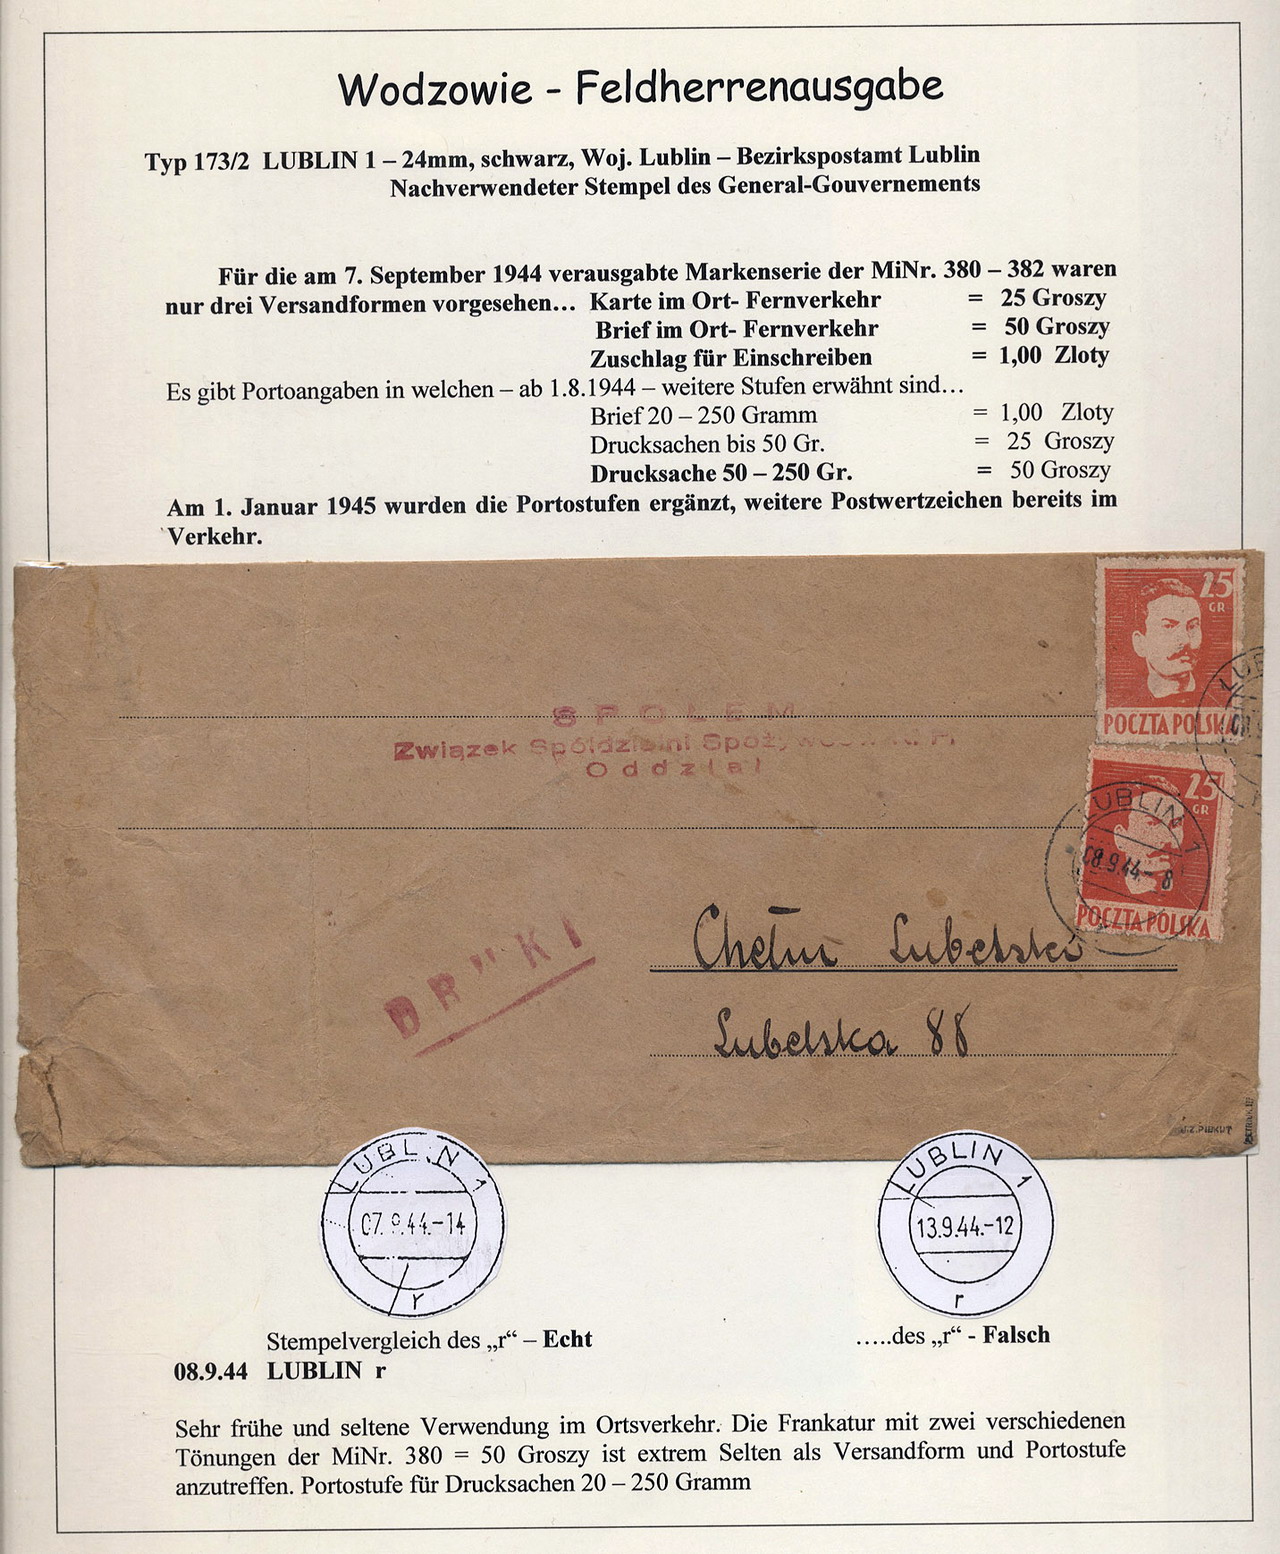 Wodzowie - Feldherrenausgabe
Typ 173/2 LUBLIN 1 – 24mm, schwarz, Woj. Lublin – Bezirkspostamt Lublin
Nachverwendeter Stempel des General-Gouvernements
Für die am 7. September 1944 verausgabte Markenserie der MiNr. 380 – 382 waren
nur drei Versandformen vorgesehen… Karte im Ort- Fernverkehr = 25 Groszy
Brief im Ort- Fernverkehr = 50 Groszy
Zuschlag für Einschreiben = 1,00 Zloty
Es gibt Portoangaben in welchen – ab 1.8.1944 – weitere Stufen erwähnt sind…
Brief 20 – 250 Gramm = 1,00 Zloty
Drucksachen bis 50 Gr. = 25 Groszy
Drucksache 50 – 250 Gr. = 50 Groszy
Am 1. Januar 1945 wurden die Portostufen ergänzt, weitere Postwertzeichen bereits im
Verkehr.
25
GR
POCZTA POLSKA
SPOŁEM
Związek Spółdzielni
Oddział
25
GR
POCZTA POLSKA
LUBLIN 1
08.9.44-8
DRUKI
Chełm Lubelski
Lubelska 88
LUBLIN 1
07.9.44.-14
r
LUBLIN 1
13.9.44.-12
r
Stempelvergleich des „r“ – Echt
…..des „r“ - Falsch
08.9.44 LUBLIN r
Sehr frühe und seltene Verwendung im Ortsverkehr. Die Frankatur mit zwei verschiedenen
Tönungen der MiNr. 380 = 50 Groszy ist extrem Selten als Versandform und Portostufe
anzutreffen. Portostufe für Drucksachen 20 – 250 Gramm